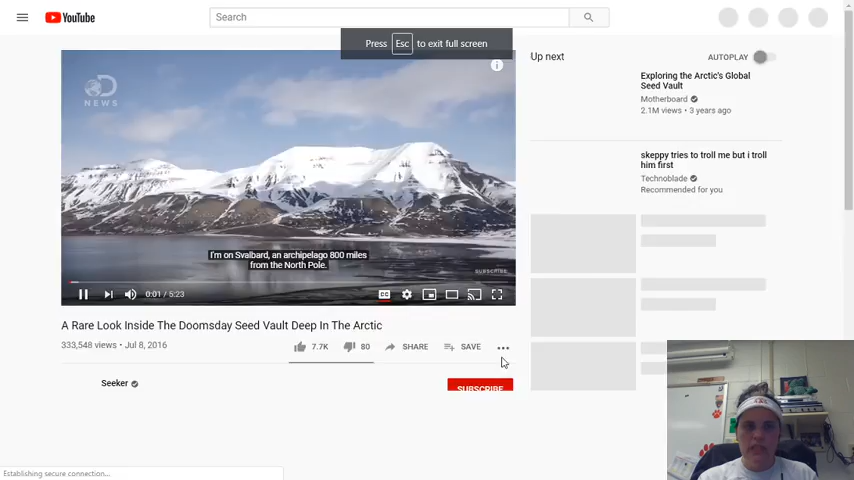 YouTube
Search
Press Esc to exit full screen
D
NEWS
I'm on Svalbard, an archipelago 800 miles
from the North Pole.
SUBSCRIBE
CC
0:01 / 5:23
A Rare Look Inside The Doomsday Seed Vault Deep In The Arctic
333,548 views • Jul 8, 2016
7.7K
80
SHARE
SAVE
Seeker
SUBSCRIBE
Up next
AUTOPLAY
Exploring the Arctic's Global
Seed Vault
Motherboard
2.1M views • 3 years ago
skeppy tries to troll me but i troll
him first
Technoblade
Recommended for you
Establishing secure connection...